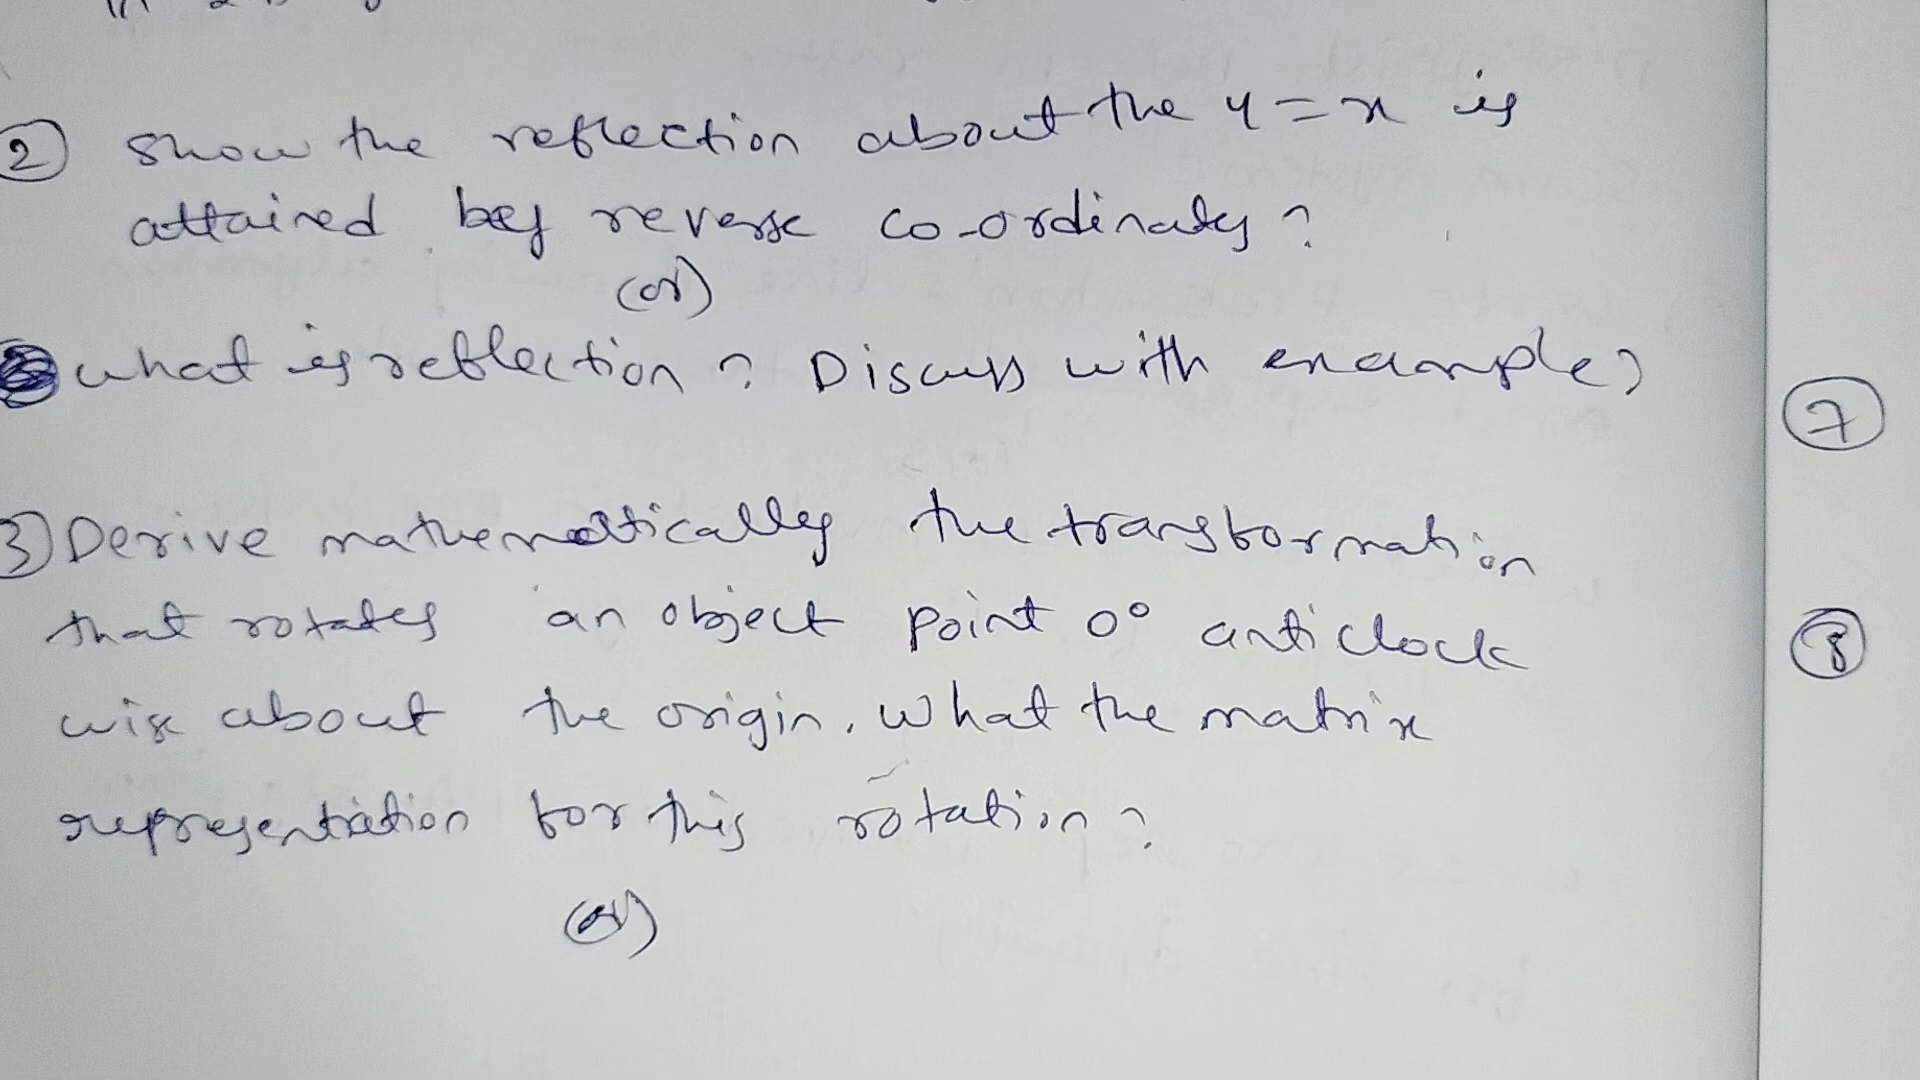 ② Show the reflection about the y = x is
attained by reverse co-ordinates?
(or)
what is reflection? Discuss with example?
⑦
③ Derive mathematically the transformation
that rotates an object point 0° anticlock
⑧
wise about the origin. What the matrix
representation for this rotation?
(or)